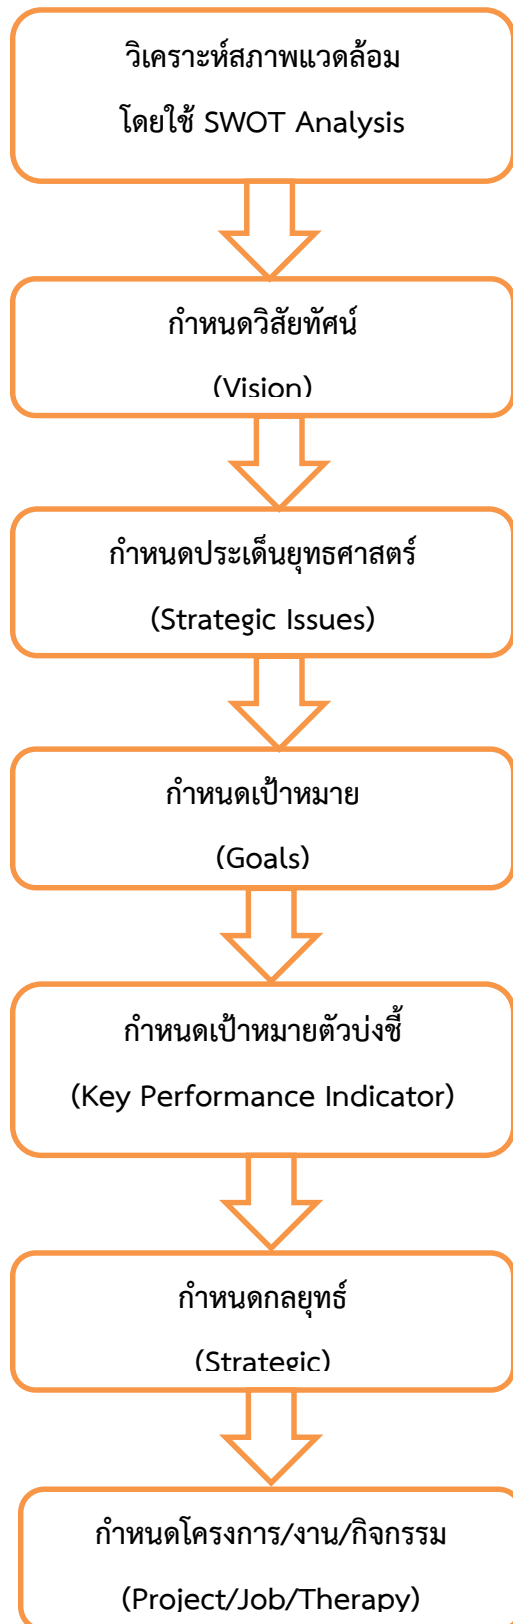 วิเคราะห์สภาพแวดล้อม
โดยใช้ SWOT Analysis
กำหนดวิสัยทัศน์
(Vision)
กำหนดประเด็นยุทธศาสตร์
(Strategic Issues)
กำหนดเป้าหมาย
(Goals)
กำหนดเป้าหมายตัวบ่งชี้
(Key Performance Indicator)
กำหนดกลยุทธ์
(Strategic)
กำหนดโครงการ/งาน/กิจกรรม
(Project/Job/Therapy)